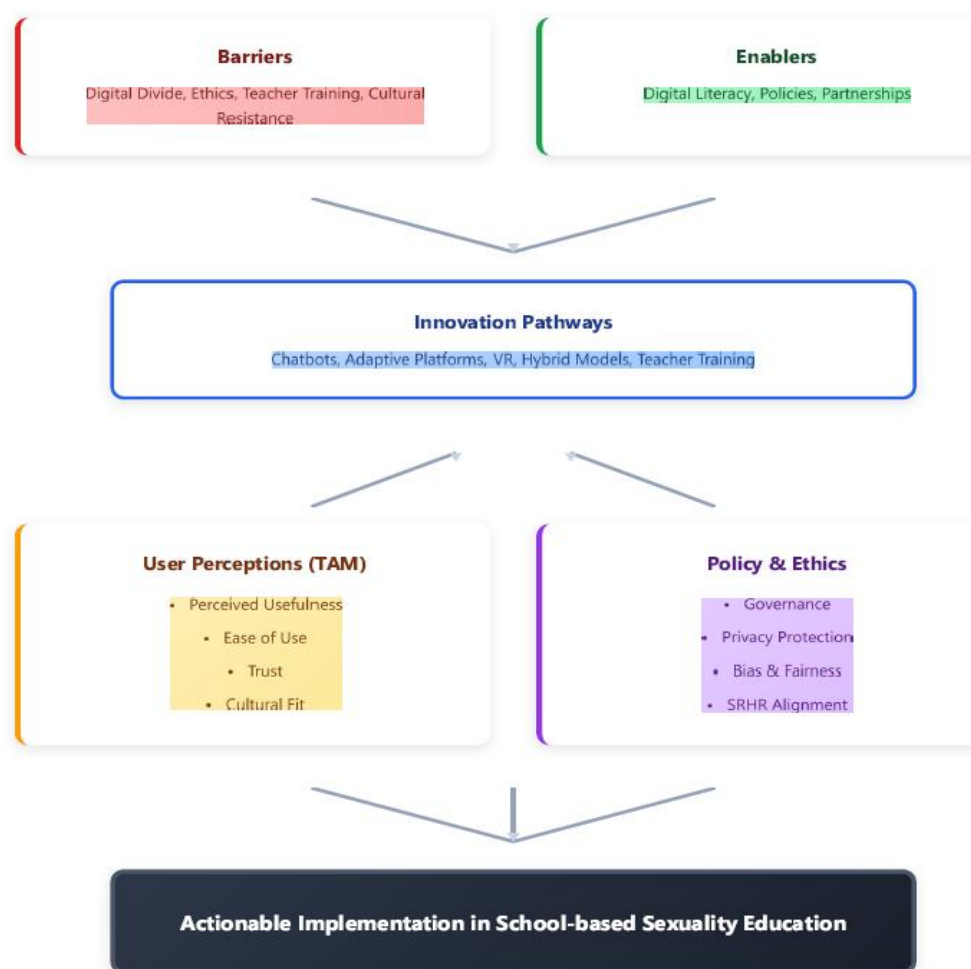 Barriers
Digital Divide, Ethics, Teacher Training, Cultural
Resistance
Enablers
Digital Literacy, Policies, Partnerships
Innovation Pathways
Chatbots, Adaptive Platforms, VR, Hybrid Models, Teacher Training
User Perceptions (TAM)
• Perceived Usefulness
• Ease of Use
• Trust
• Cultural Fit
Policy & Ethics
• Governance
• Privacy Protection
• Bias & Fairness
• SRHR Alignment
Actionable Implementation in School-based Sexuality Education